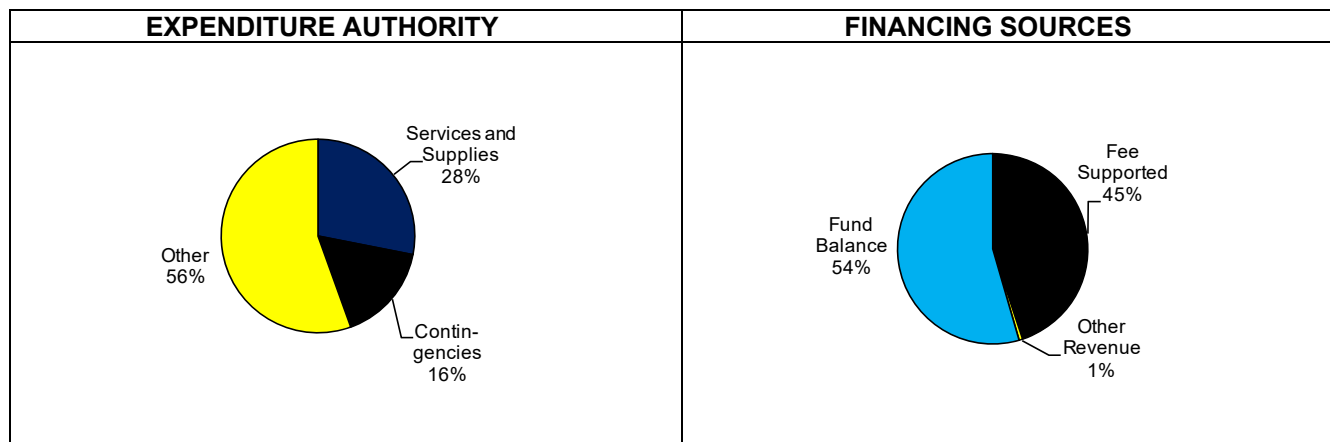 EXPENDITURE AUTHORITY
Services and
Supplies
28%
Other
56%
Contin-
gencies
16%
FINANCING SOURCES
Fee
Supported
45%
Fund
Balance
54%
Other
Revenue
1%